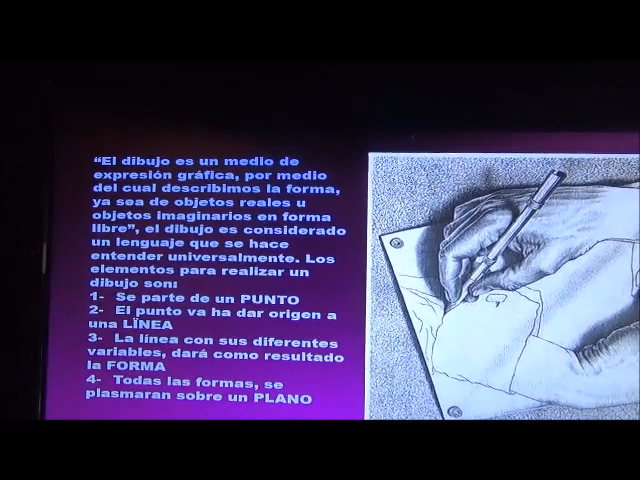 “El dibujo es un medio de
expresión gráfica, por medio
del cual describimos la forma,
ya sea de objetos reales u
objetos imaginarios en forma
libre”, el dibujo es considerado
un lenguaje que se hace
entender universalmente. Los
elementos para realizar un
dibujo son:
1- Se parte de un PUNTO
2- El punto va ha dar origen a
una LÏNEA
3- La línea con sus diferentes
variables, dará como resultado
la FORMA
4- Todas las formas, se
plasmaran sobre un PLANO